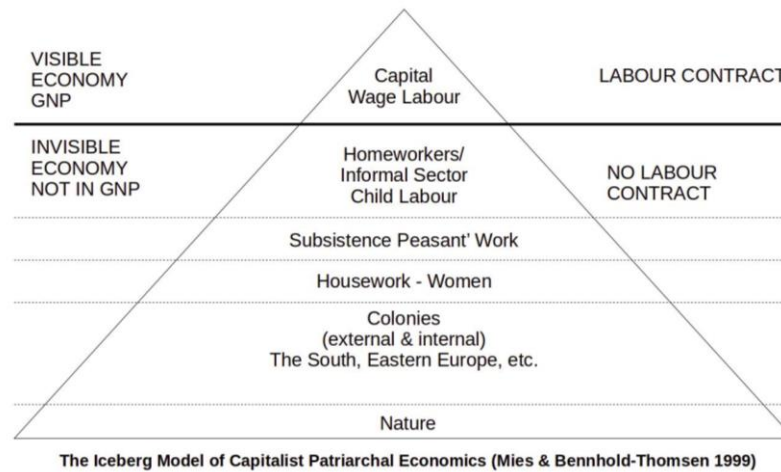 VISIBLE
ECONOMY
GNP
Capital
Wage Labour
LABOUR CONTRACT
INVISIBLE
ECONOMY
NOT IN GNP
Homeworkers/
Informal Sector
Child Labour
NO LABOUR
CONTRACT
Subsistence Peasant' Work
Housework - Women
Colonies
(external & internal)
The South, Eastern Europe, etc.
Nature
The Iceberg Model of Capitalist Patriarchal Economics (Mies & Bennhold-Thomsen 1999)